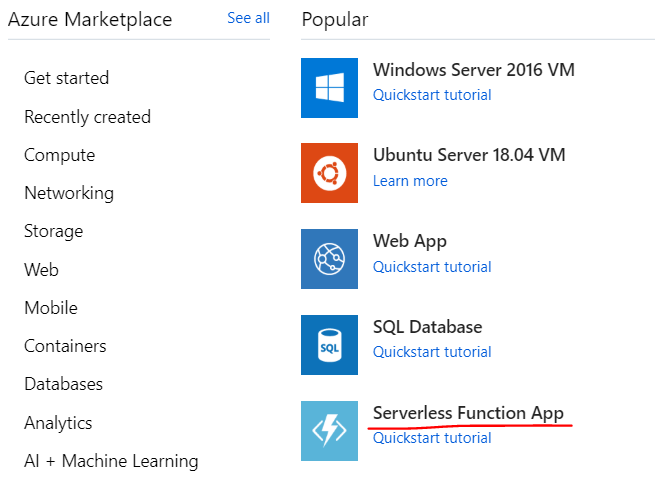 Azure Marketplace
See all
Get started
Recently created
Compute
Networking
Storage
Web
Mobile
Containers
Databases
Analytics
AI + Machine Learning
Popular
Windows Server 2016 VM
Quickstart tutorial
Ubuntu Server 18.04 VM
Learn more
Web App
Quickstart tutorial
SQL
SQL Database
Quickstart tutorial
Serverless Function App
Quickstart tutorial